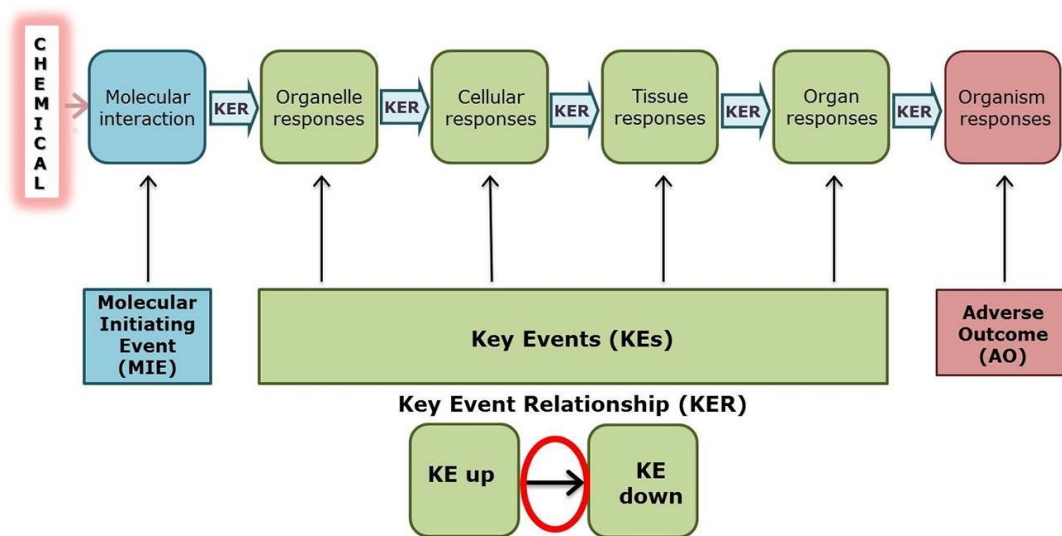 CHEMICAL
Molecular
interaction
KER
Organelle
responses
KER
Cellular
responses
KER
Tissue
responses
KER
Organ
responses
KER
Organism
responses
Molecular
Initiating
Event
(MIE)
Key Events (KEs)
Adverse
Outcome
(AO)
Key Event Relationship (KER)
KE up
KE
down